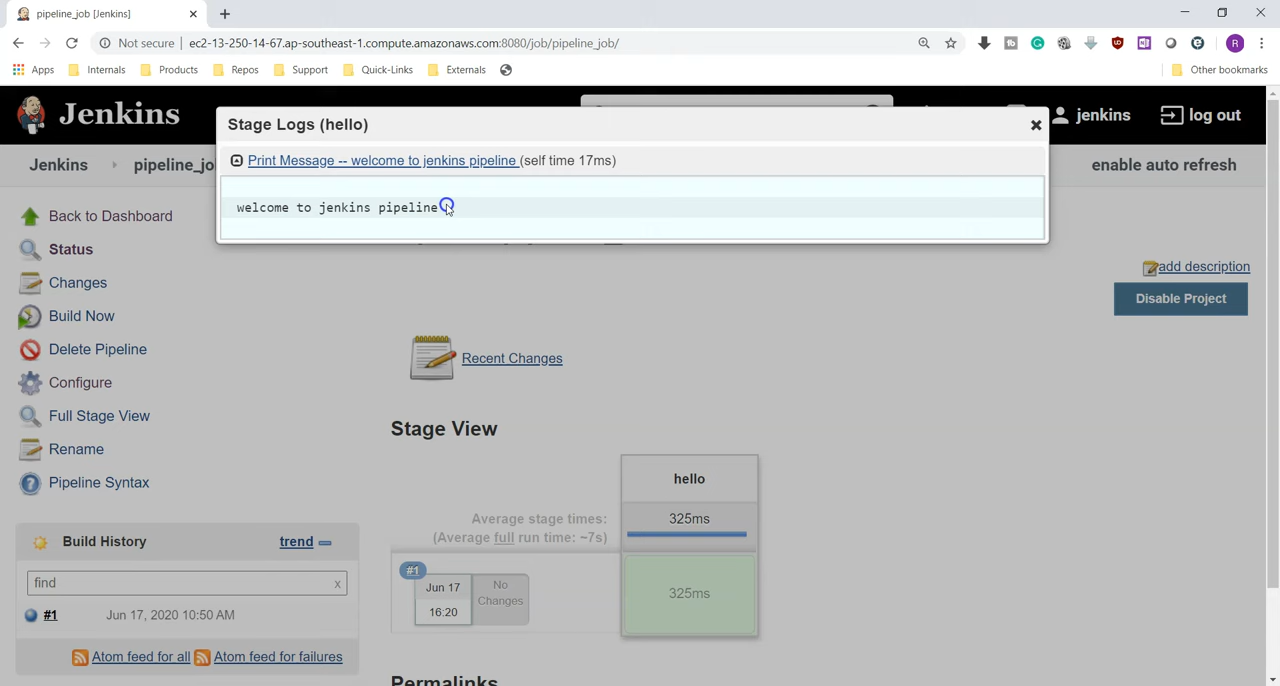 pipeline_job [Jenkins]
Not secure | ec2-13-250-14-67.ap-southeast-1.compute.amazonaws.com:8080/job/pipeline_job/
Apps Internals Products Repos Support Quick-Links Externals Other bookmarks
Jenkins jenkins log out
Stage Logs (hello)
Print Message -- welcome to jenkins pipeline (self time 17ms)
welcome to jenkins pipeline
Jenkins pipeline_jo enable auto refresh
Back to Dashboard
Status
Changes
Build Now
Delete Pipeline
Configure
Full Stage View
Rename
Pipeline Syntax
add description
Disable Project
Recent Changes
Stage View
hello
Average stage times: 325ms
(Average full run time: ~7s)
#1
Jun 17
16:20
No
Changes
325ms
Build History trend
find x
#1 Jun 17, 2020 10:50 AM
Atom feed for all Atom feed for failures
Permalinks